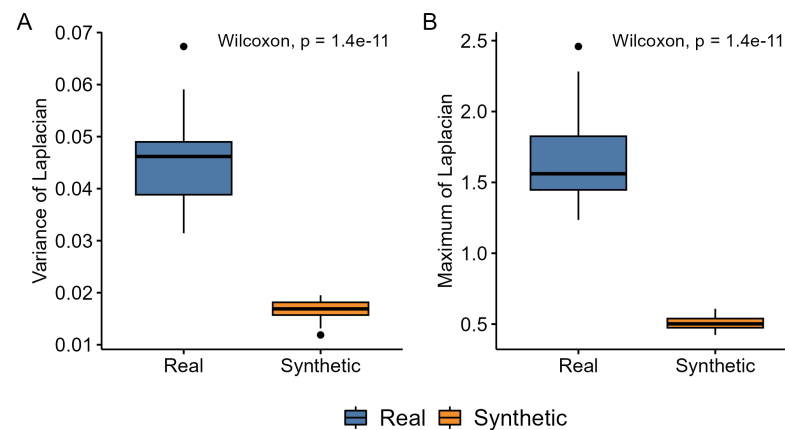 A
Wilcoxon, p = 1.4e-11
Variance of Laplacian
0.07
0.06
0.05
0.04
0.03
0.02
0.01
Real
Synthetic
B
Wilcoxon, p = 1.4e-11
Maximum of Laplacian
2.5
2.0
1.5
1.0
0.5
Real
Synthetic
Real
Synthetic